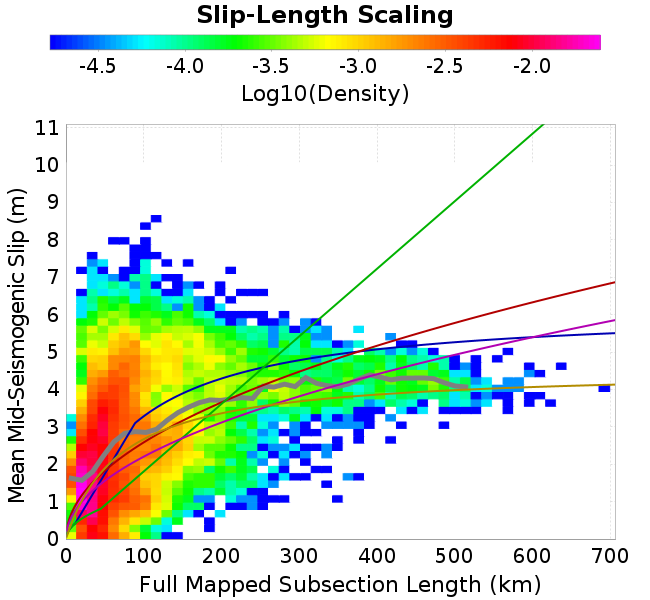 Slip-Length Scaling
-4.5 -4.0 -3.5 -3.0 -2.5 -2.0
Log10(Density)
Mean Mid-Seismogenic Slip (m)
11
10
9
8
7
6
5
4
3
2
1
0
0 100 200 300 400 500 600 700
Full Mapped Subsection Length (km)